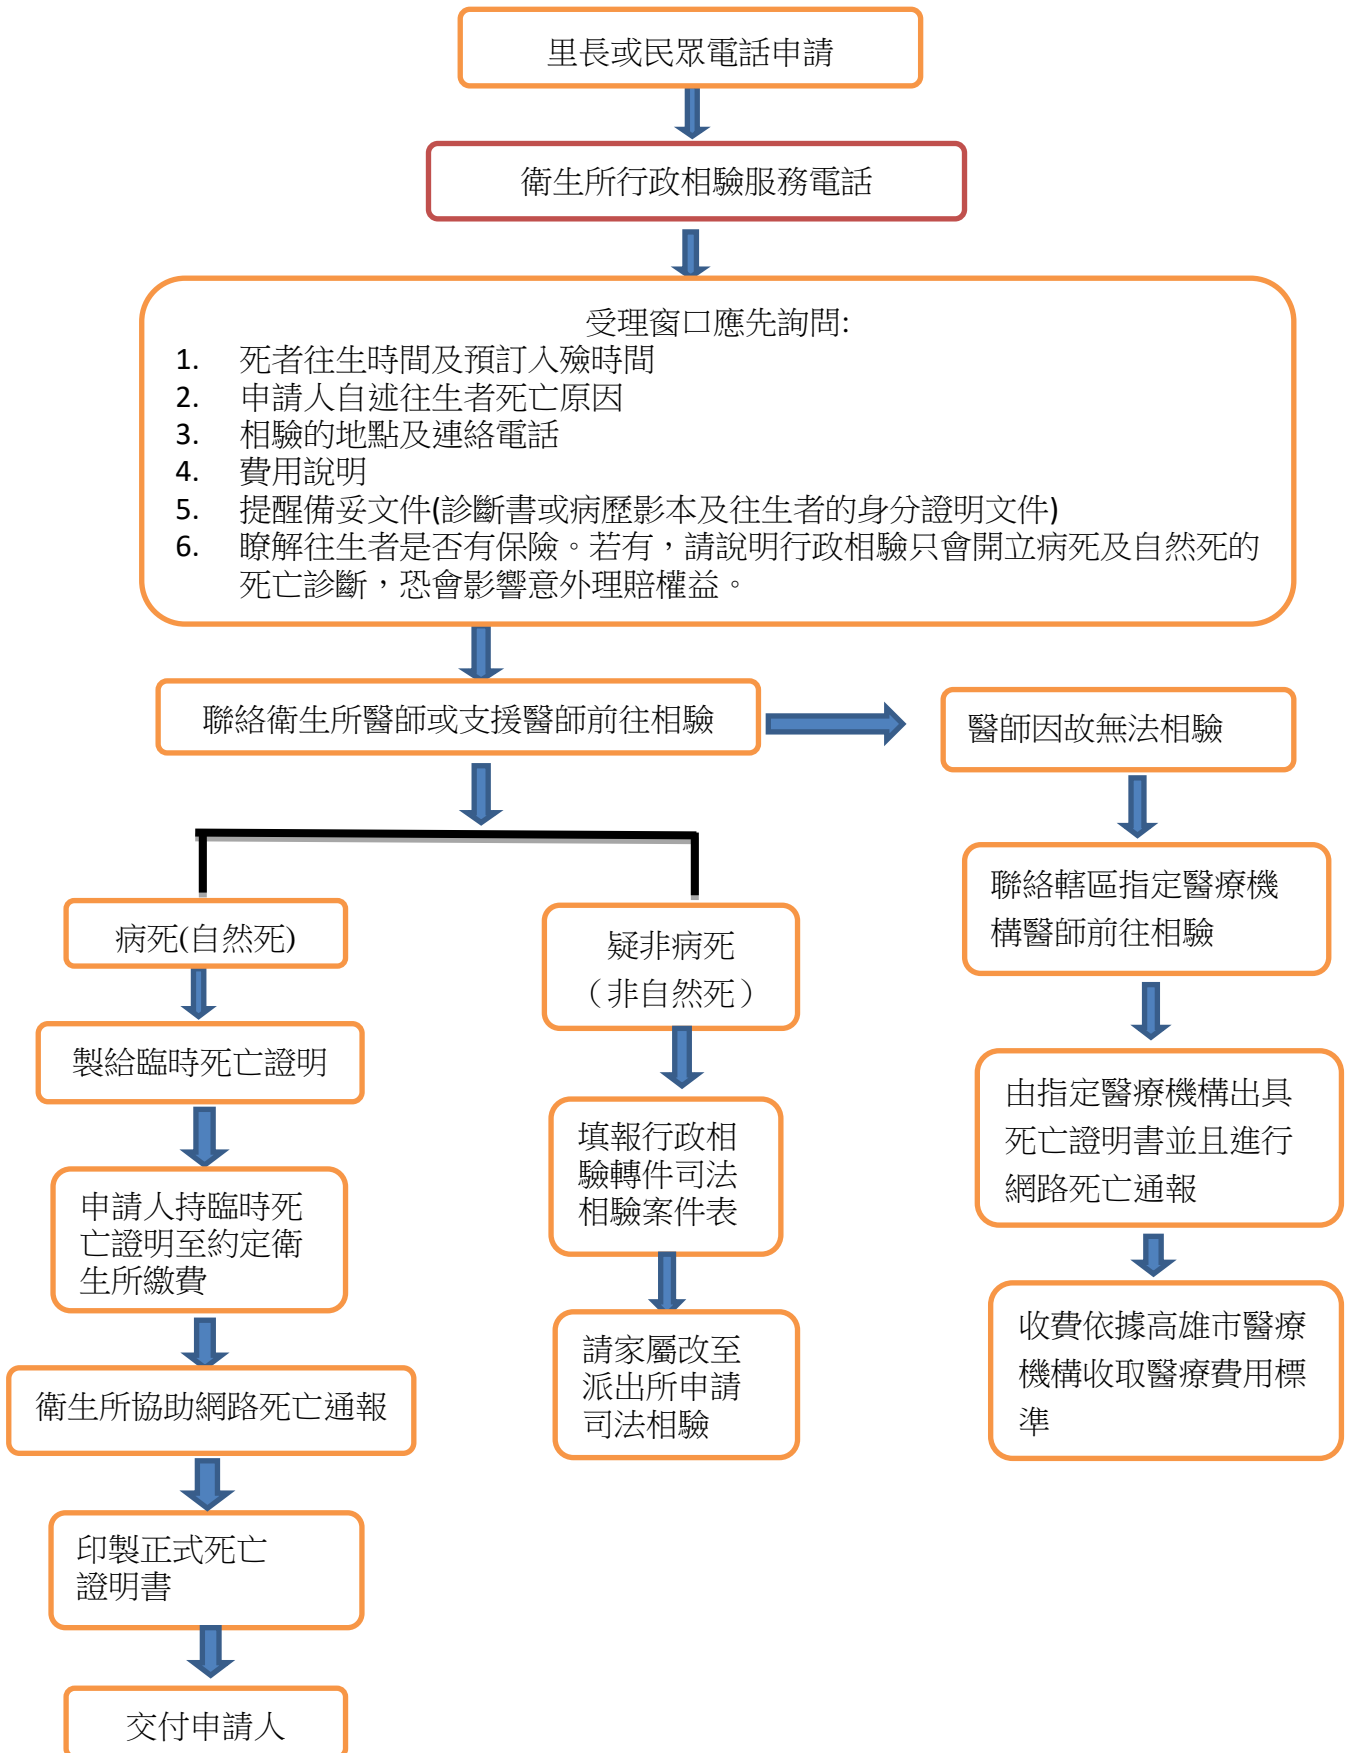 里長或民眾電話申請
衛生所行政相驗服務電話
受理窗口應先詢問:
1. 死者往生時間及預訂入殮時間
2. 申請人自述往生者死亡原因
3. 相驗的地點及連絡電話
4. 費用說明
5. 提醒備妥文件(診斷書或病歷影本及往生者的身分證明文件)
6. 瞭解往生者是否有保險。若有，請說明行政相驗只會開立病死及自然死的
死亡診斷，恐會影響意外理賠權益。
聯絡衛生所醫師或支援醫師前往相驗
醫師因故無法相驗
病死(自然死)
製給臨時死亡證明
申請人持臨時死
亡證明至約定衛
生所繳費
衛生所協助網路死亡通報
印製正式死亡
證明書
交付申請人
疑非病死
（非自然死）
填報行政相
驗轉件司法
相驗案件表
請家屬改至
派出所申請
司法相驗
聯絡轄區指定醫療機
構醫師前往相驗
由指定醫療機構出具
死亡證明書並且進行
網路死亡通報
收費依據高雄市醫療
機構收取醫療費用標
準